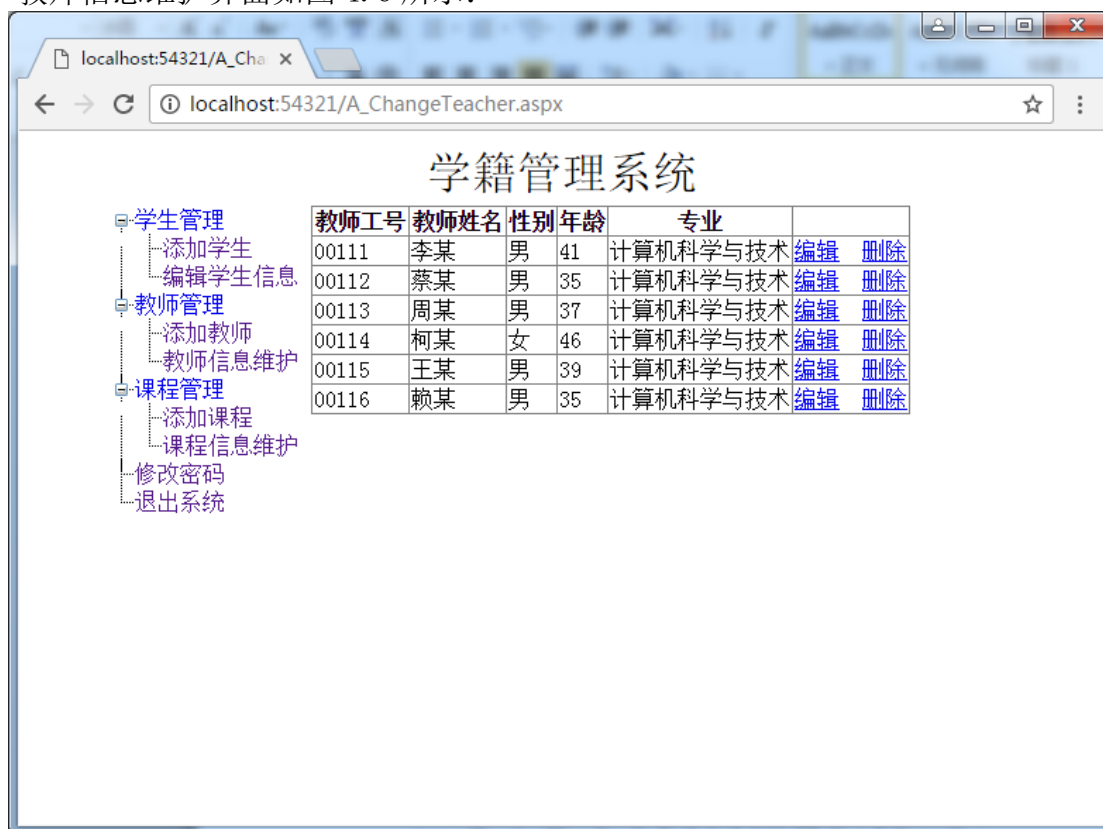 localhost:54321/A_Cha
localhost:54321/A_ChangeTeacher.aspx
学籍管理系统
学生管理
添加学生
编辑学生信息
教师管理
添加教师
教师信息维护
课程管理
添加课程
课程信息维护
修改密码
退出系统
教师工号 教师姓名 性别 年龄 专业
00111 李某 男 41 计算机科学与技术 编辑 删除
00112 蔡某 男 35 计算机科学与技术 编辑 删除
00113 周某 男 37 计算机科学与技术 编辑 删除
00114 柯某 女 46 计算机科学与技术 编辑 删除
00115 王某 男 39 计算机科学与技术 编辑 删除
00116 赖某 男 35 计算机科学与技术 编辑 删除